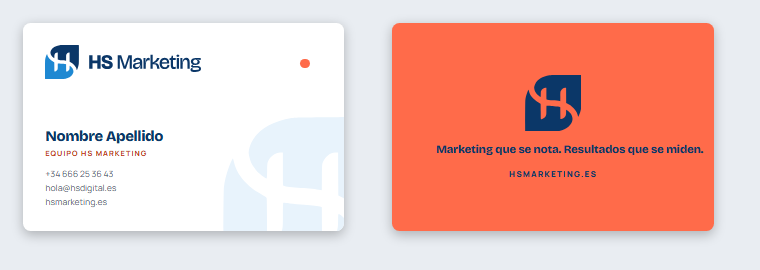 HS Marketing
Nombre Apellido
EQUIPO HS MARKETING
+34 666 25 36 43
hola@hsdigital.es
hsmarketing.es
Marketing que se nota. Resultados que se miden.
HSMARKETING.ES